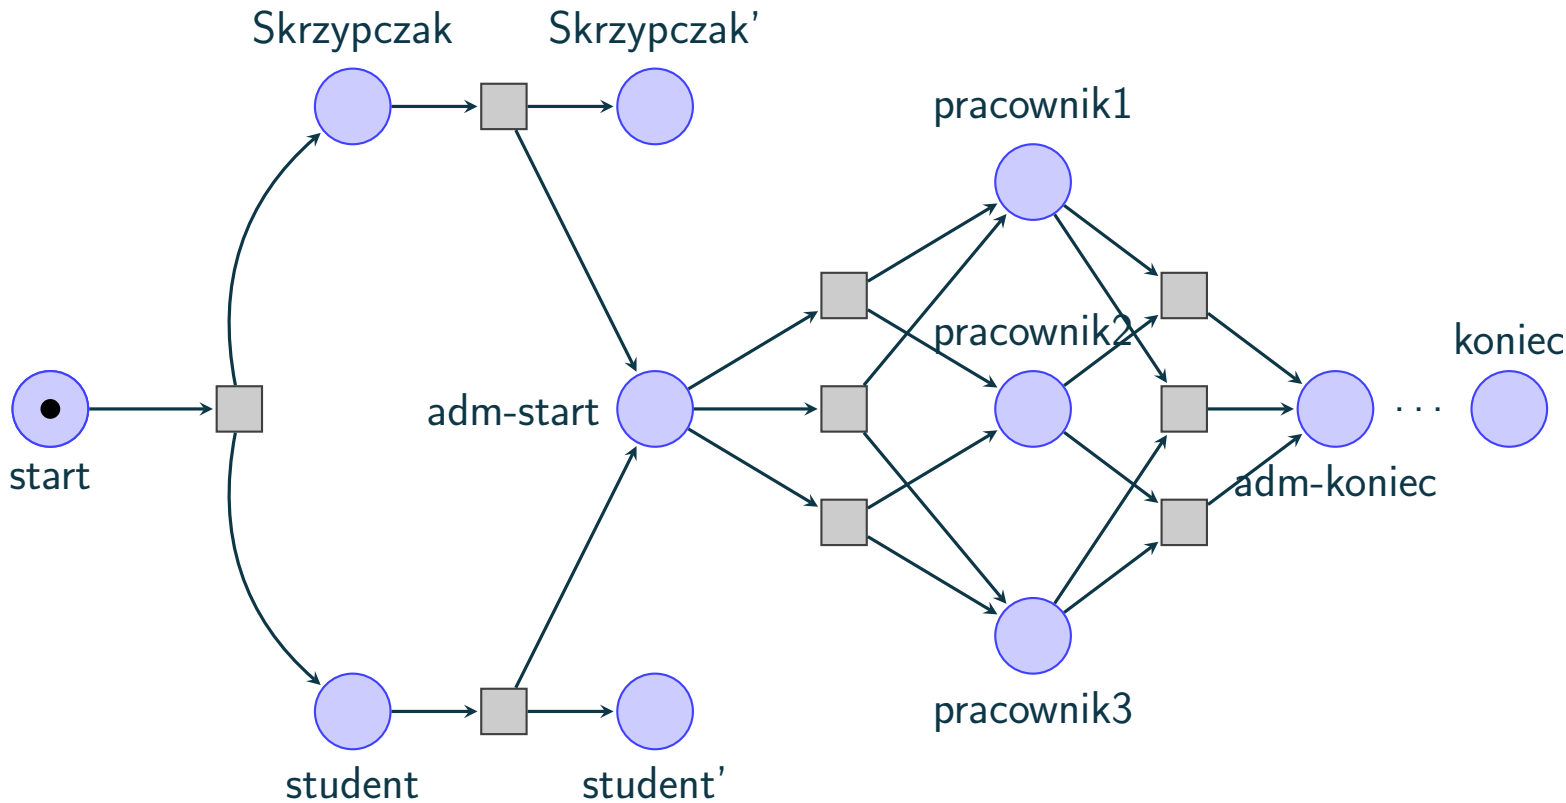 Skrzypczak
Skrzypczak'
pracownik1
pracownik2
koniec
adm-start
. . .
start
adm-koniec
pracownik3
student
student'